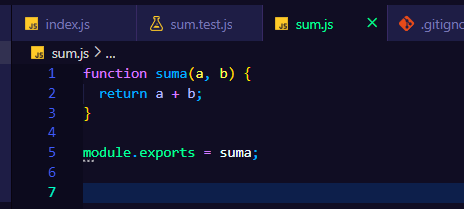 index.js
sum.test.js
sum.js
.gitigno
sum.js > ...
1 function suma(a, b) {
2   return a + b;
3 }
4
5 module.exports = suma;
6
7